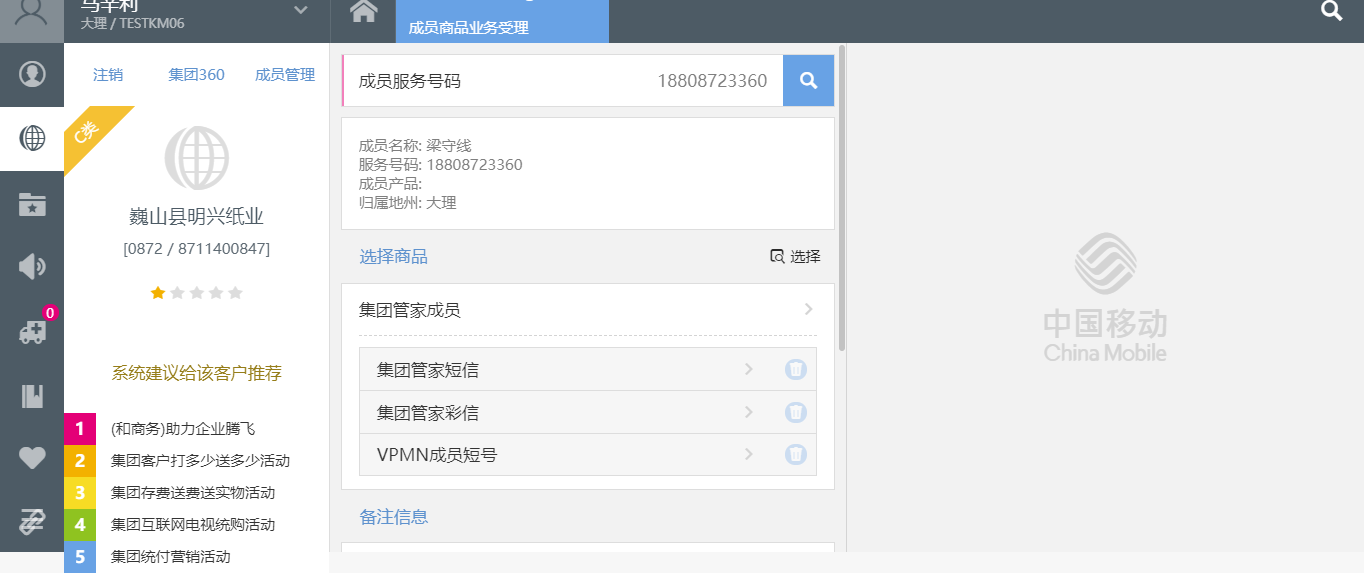 大理 / TESTKM06
成员商品业务受理
注销 集团360 成员管理
C类
巍山县明兴纸业
[0872 / 8711400847]
0
系统建议给该客户推荐
1 (和商务)助力企业腾飞
2 集团客户打多少送多少活动
3 集团存费送费送实物活动
4 集团互联网电视统购活动
5 集团统付营销活动
成员服务号码 18808723360
成员名称: 梁守线
服务号码: 18808723360
成员产品:
归属地州: 大理
选择商品 选择
集团管家成员
集团管家短信
集团管家彩信
VPMN成员短号
备注信息
中国移动
China Mobile